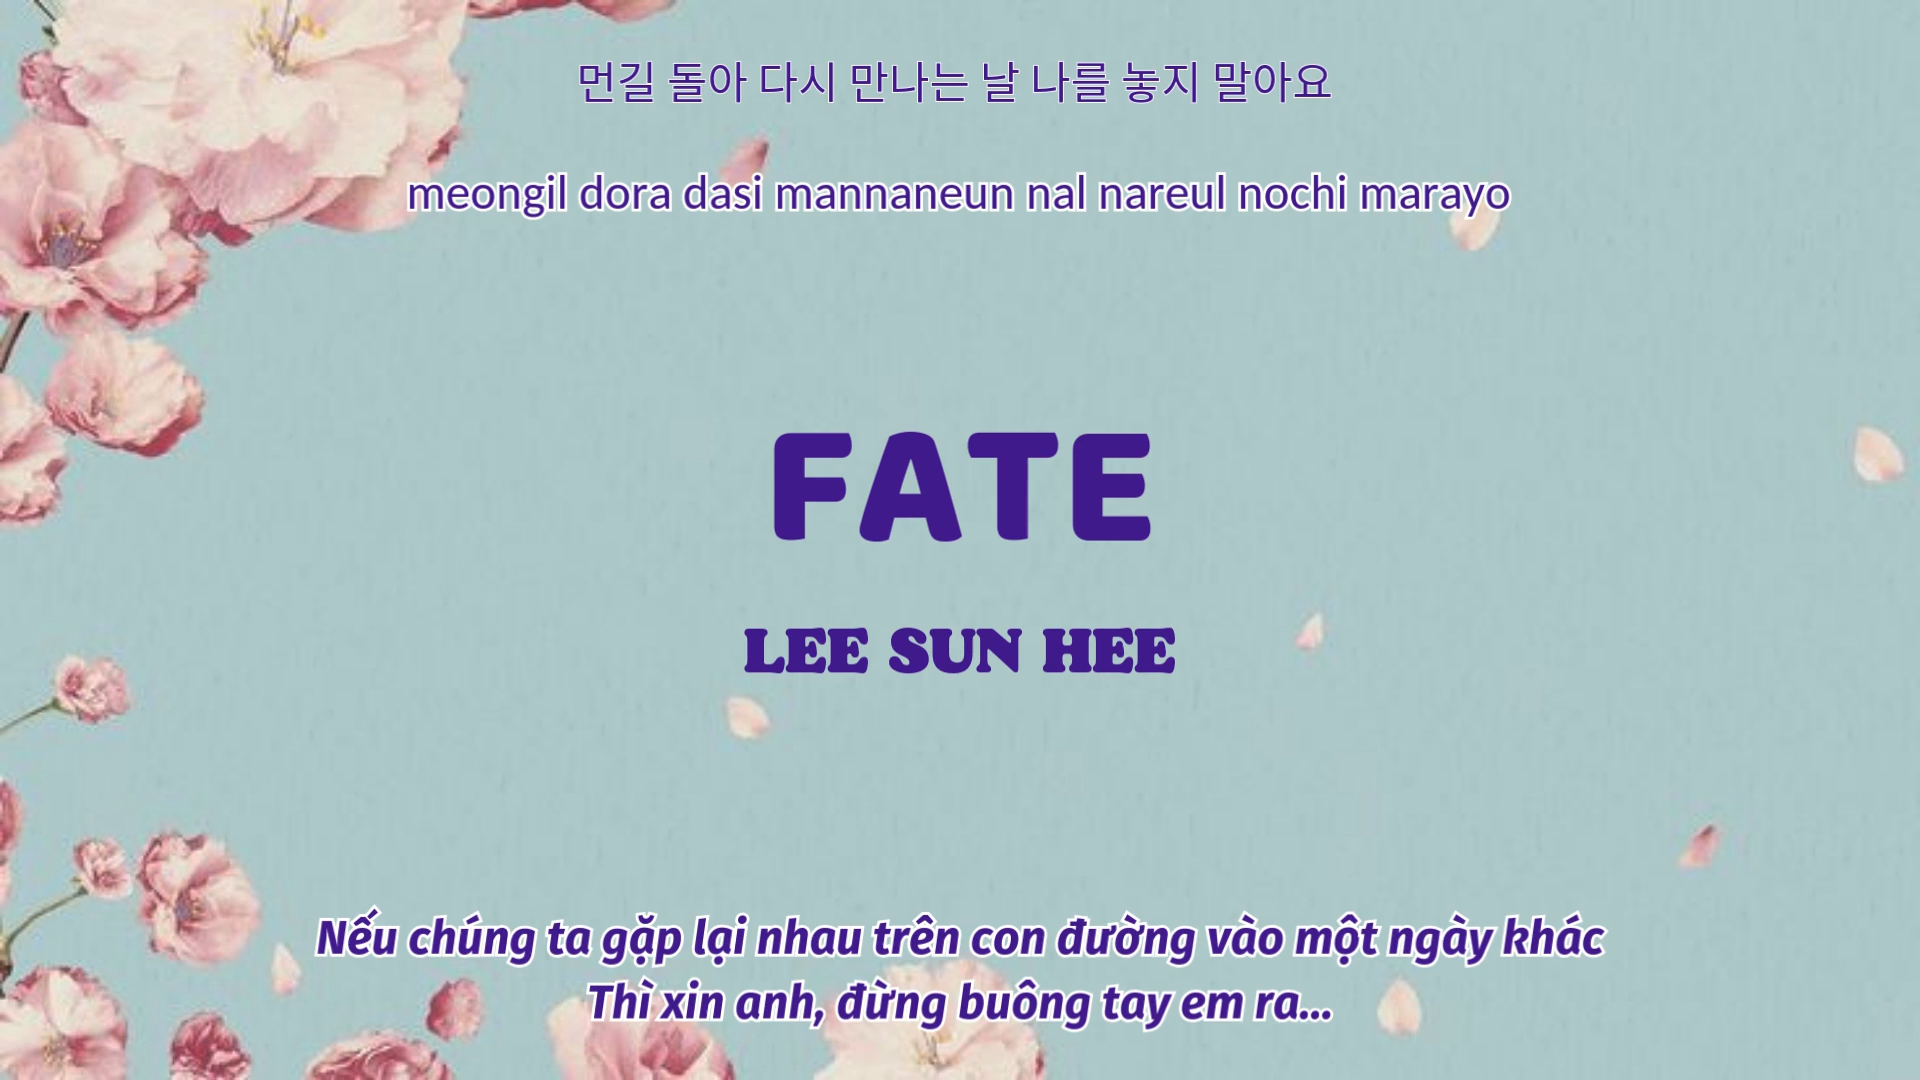 먼길 돌아 다시 만나는 날 나를 놓지 말아요
meongil dora dasi mannaneun nal nareul nochi marayo
FATE
LEE SUN HEE
Nếu chúng ta gặp lại nhau trên con đường vào một ngày khác
Thì xin anh, đừng buông tay em ra...